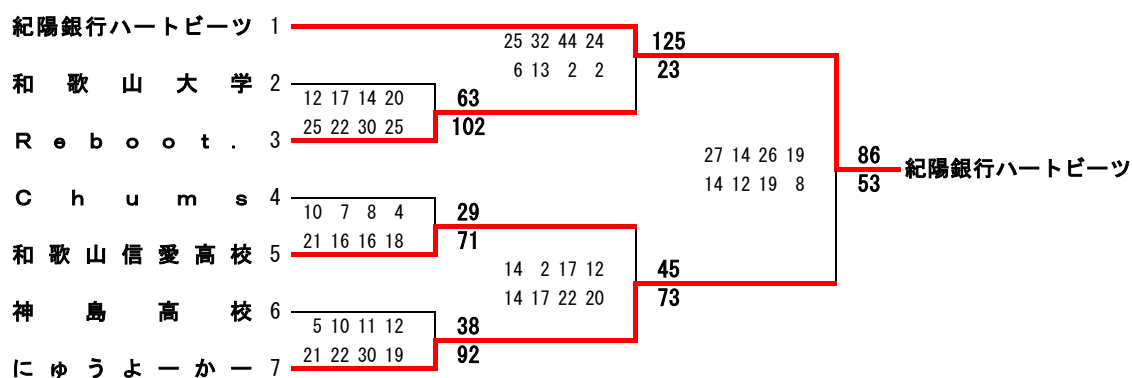 紀陽銀行ハートビーツ 1
25 32 44 24 125
6 13 2 2 23
和歌山大学 2
12 17 14 20 63
25 22 30 25 102
Reboot. 3
27 14 26 19 86
14 12 19 8 53
紀陽銀行ハートビーツ
Chums 4
10 7 8 4 29
21 16 16 18 71
和歌山信愛高校 5
14 2 17 12 45
14 17 22 20 73
神島高校 6
5 10 11 12 38
21 22 30 19 92
にゅうよーかー 7